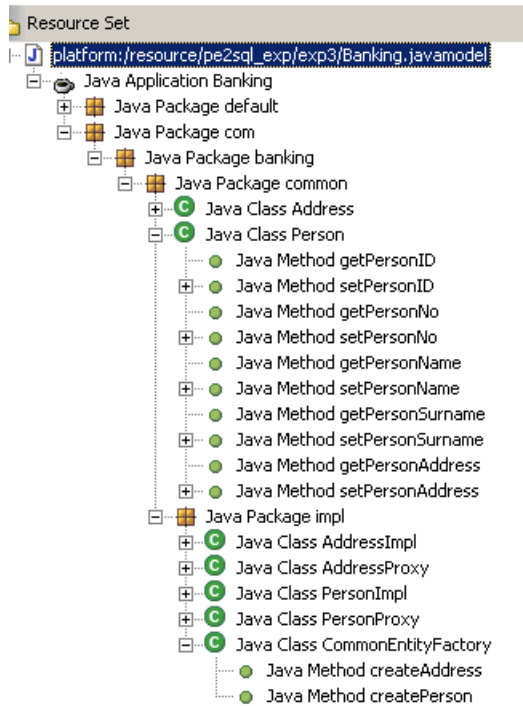 Resource Set
platform:/resource/pe2sql_exp/exp3/Banking.javamodel
Java Application Banking
Java Package default
Java Package com
Java Package banking
Java Package common
Java Class Address
Java Class Person
Java Method getPersonID
Java Method setPersonID
Java Method getPersonNo
Java Method setPersonNo
Java Method getPersonName
Java Method setPersonName
Java Method getPersonSurname
Java Method setPersonSurname
Java Method getPersonAddress
Java Method setPersonAddress
Java Package impl
Java Class AddressImpl
Java Class AddressProxy
Java Class PersonImpl
Java Class PersonProxy
Java Class CommonEntityFactory
Java Method createAddress
Java Method createPerson